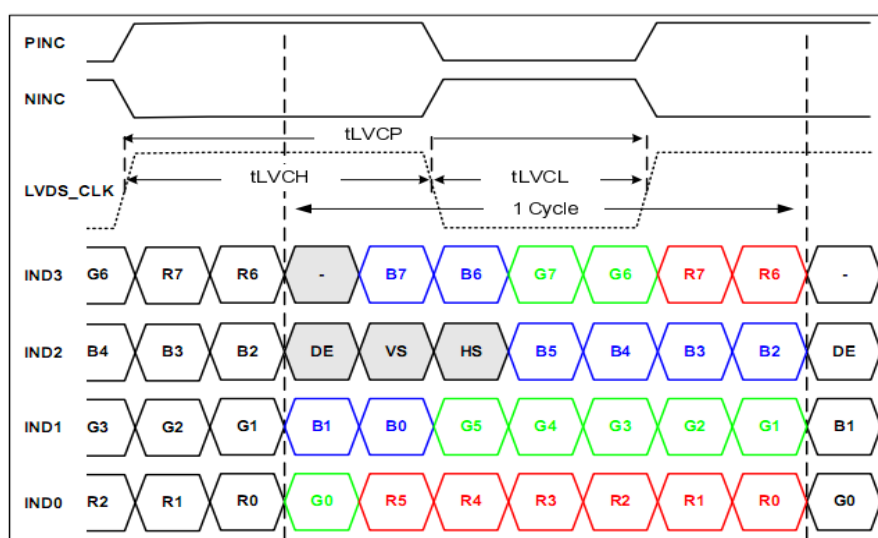 PINC
NINC
tLVCP
LVDS_CLK tLVCH tLVCL
1 Cycle
IND3 G6 R7 R6 - B7 B6 G7 G6 R7 R6 -
IND2 B4 B3 B2 DE VS HS B5 B4 B3 B2 DE
IND1 G3 G2 G1 B1 B0 G5 G4 G3 G2 G1 B1
IND0 R2 R1 R0 G0 R5 R4 R3 R2 R1 R0 G0